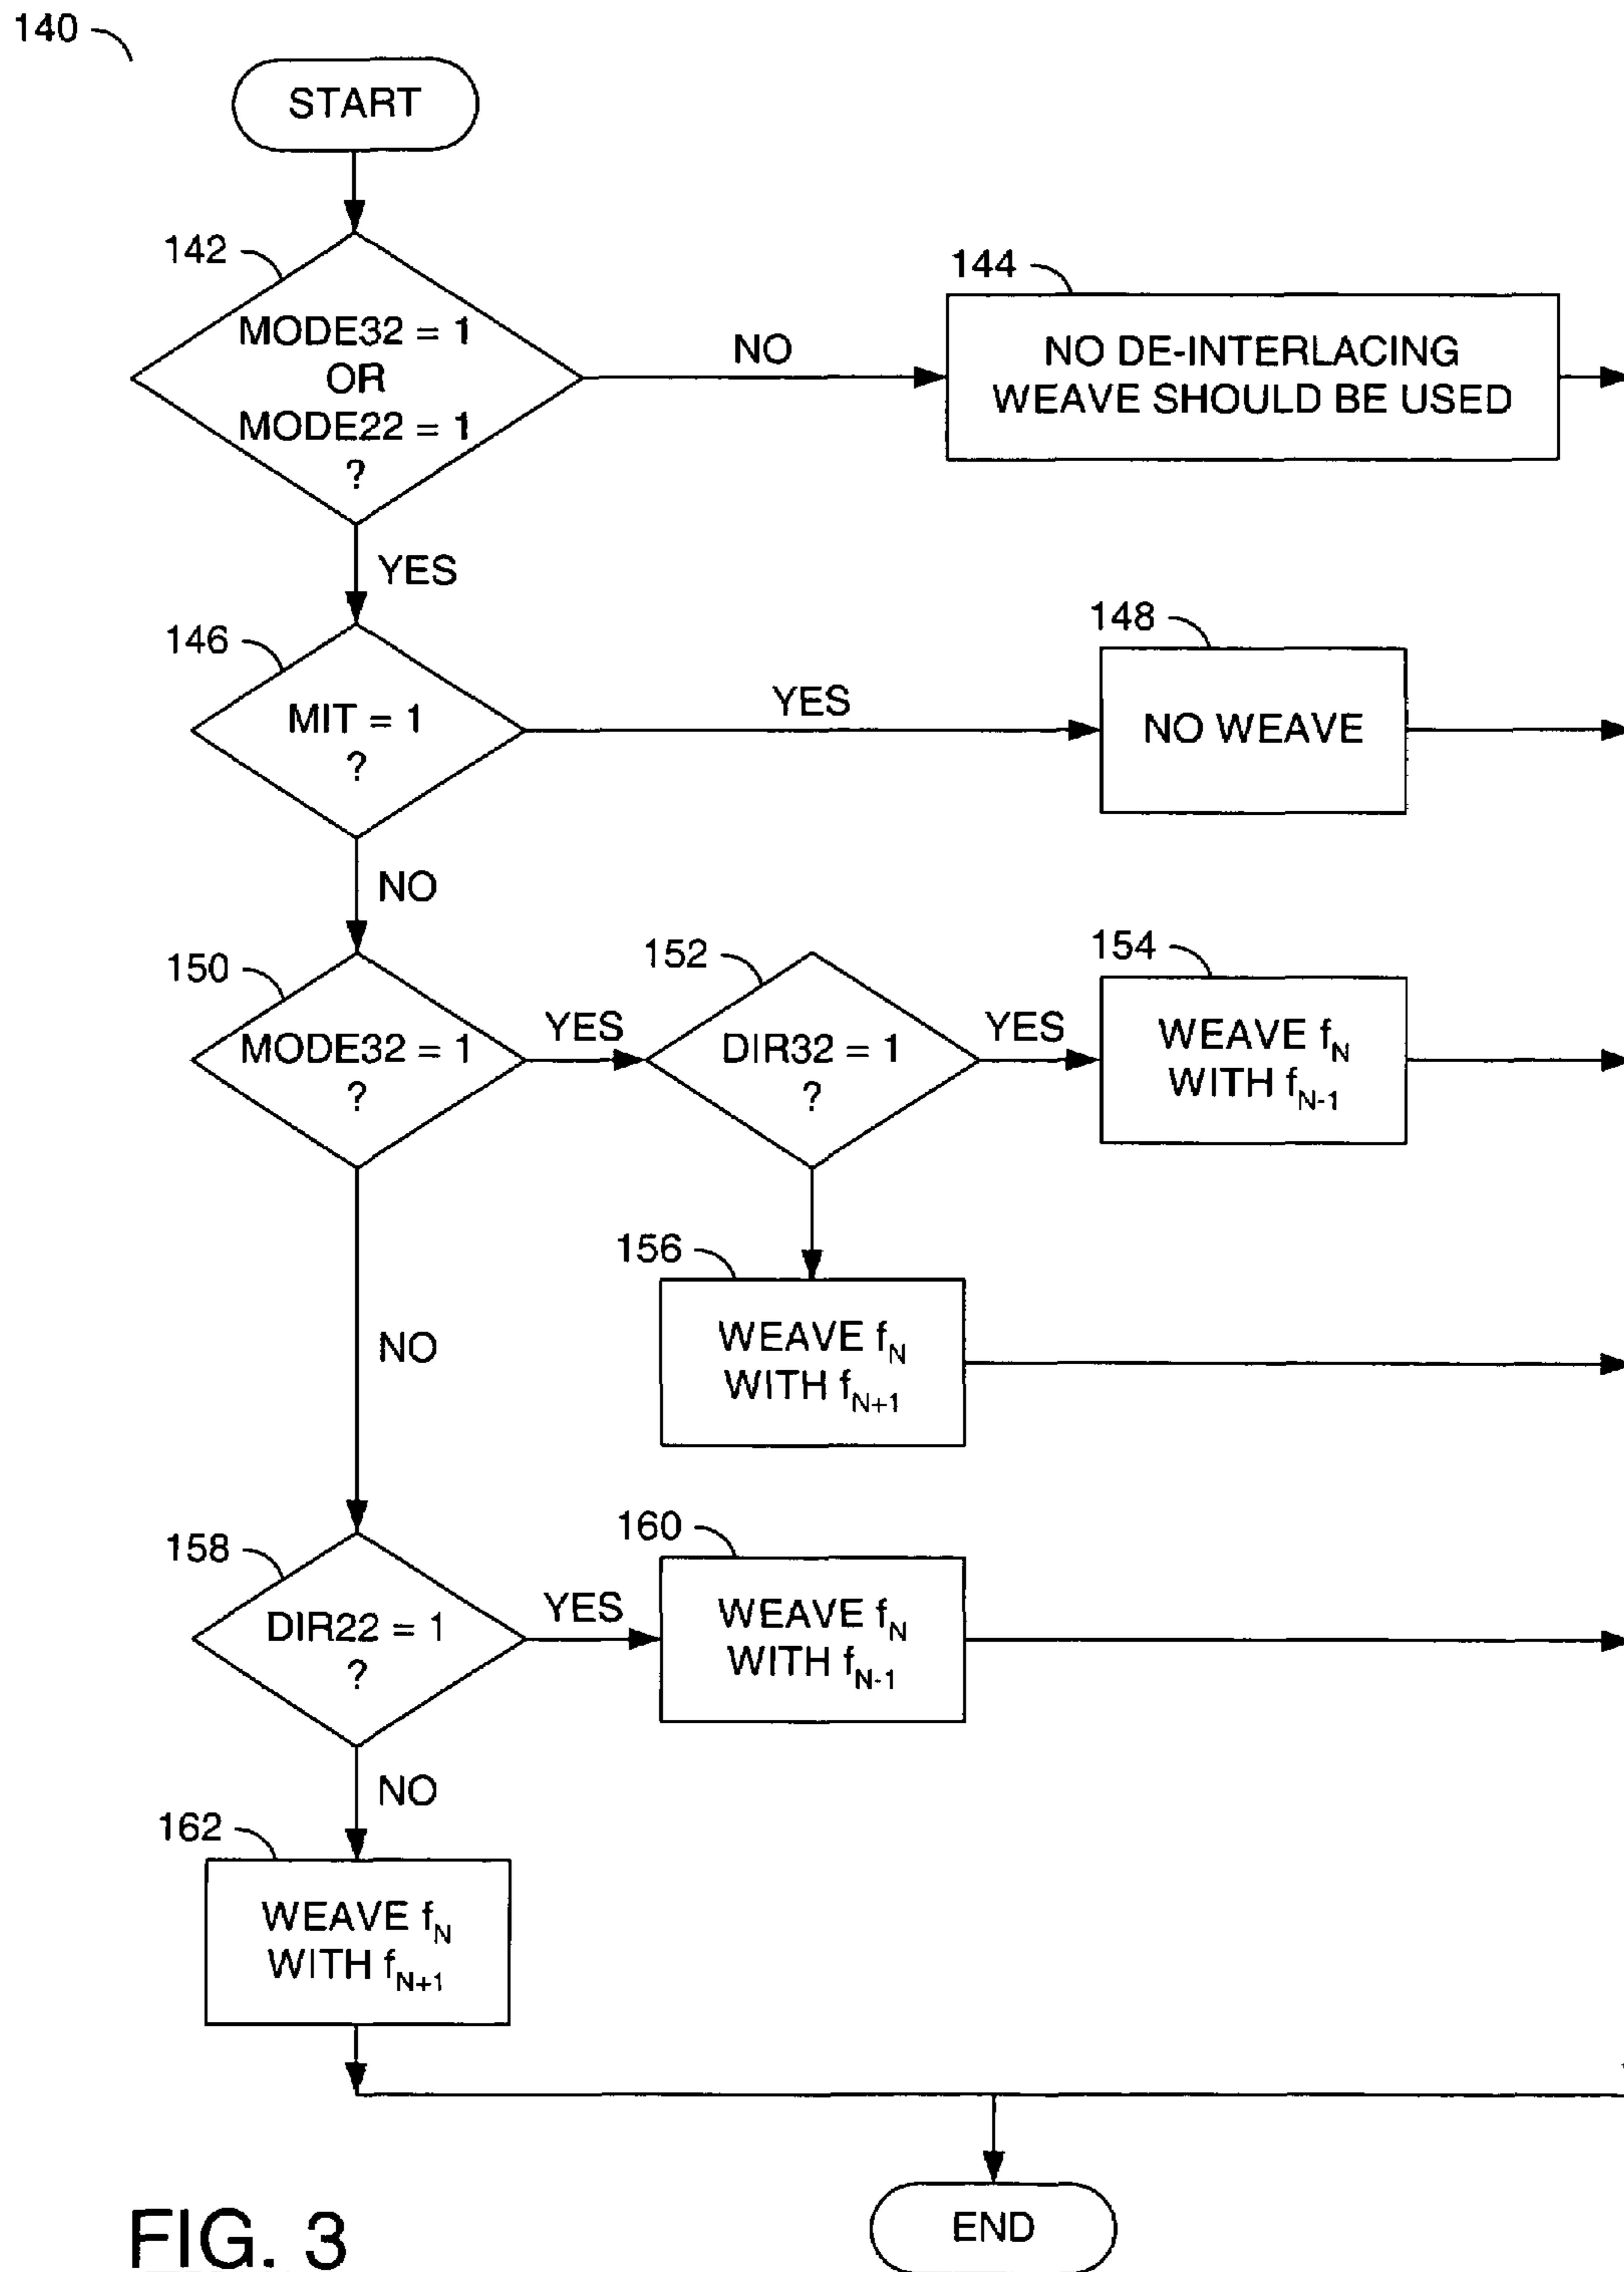 140
START
142
MODE32 = 1
OR
MODE22 = 1
?
NO
144
NO DE-INTERLACING
WEAVE SHOULD BE USED
YES
146
MIT = 1
?
YES
148
NO WEAVE
NO
150
MODE32 = 1
?
YES
152
DIR32 = 1
?
YES
154
WEAVE fN
WITH fN-1
156
WEAVE fN
WITH fN+1
NO
158
DIR22 = 1
?
YES
160
WEAVE fN
WITH fN-1
NO
162
WEAVE fN
WITH fN+1
END
FIG. 3